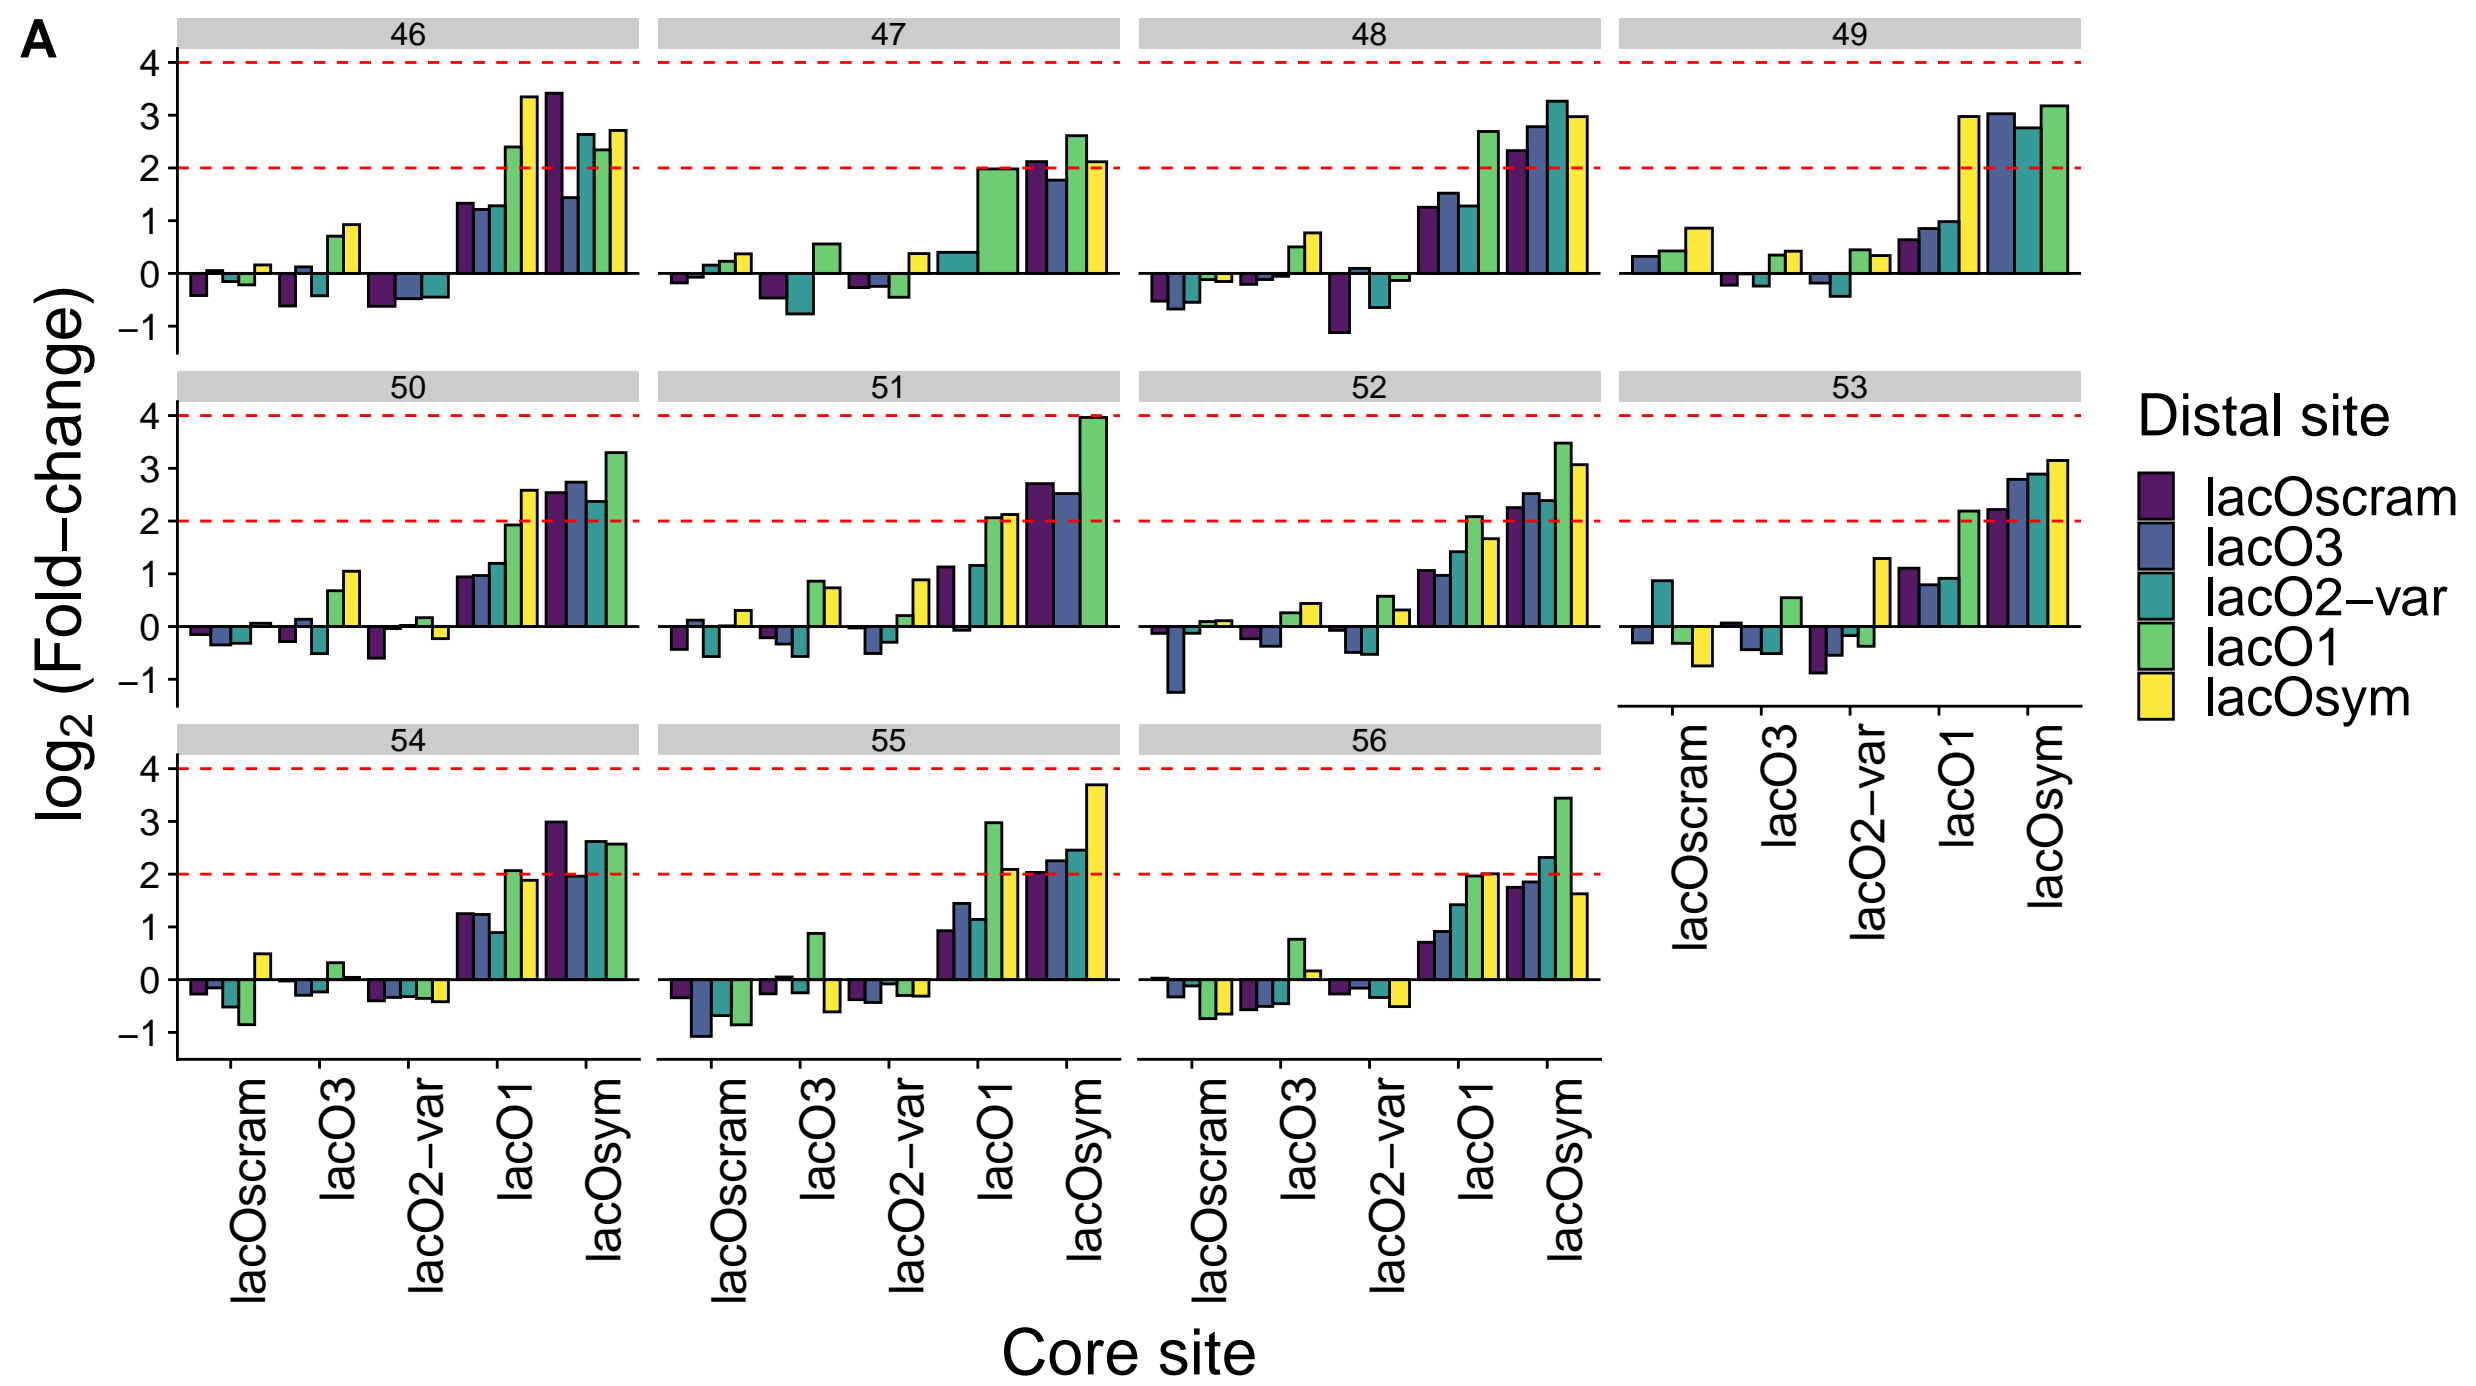 A
46 47 48 49
4
3
2
1
0
−1
50 51 52 53
4
3
2
1
0
−1
54 55 56
4
3
2
1
0
−1
log2 (Fold−change)
lacOscram lacO3 lacO2−var lacO1 lacOsym
lacOscram lacO3 lacO2−var lacO1 lacOsym
lacOscram lacO3 lacO2−var lacO1 lacOsym
lacOscram lacO3 lacO2−var lacO1 lacOsym
Core site
Distal site
lacOscram
lacO3
lacO2−var
lacO1
lacOsym